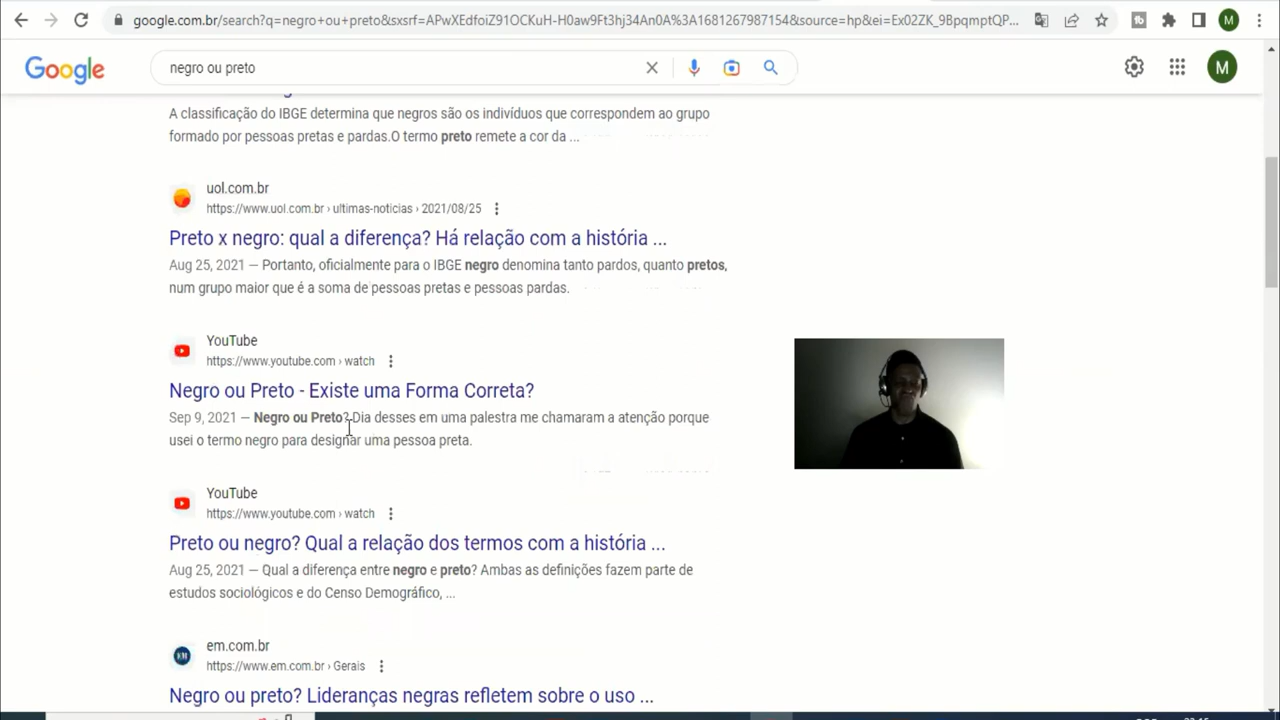 google.com.br/search?q=negro+ou+preto&sxsrf=APwXEdfoiZ91OCKuH-H0aw9Ft3hj34An0A%3A1681267987154&source=hp&ei=Ex02ZK_9BpqmptQP...
M
Google
negro ou preto
M
A classificação do IBGE determina que negros são os indivíduos que correspondem ao grupo
formado por pessoas pretas e pardas.O termo preto remete a cor da ...
uol.com.br
https://www.uol.com.br › ultimas-noticias › 2021/08/25
Preto x negro: qual a diferença? Há relação com a história ...
Aug 25, 2021 — Portanto, oficialmente para o IBGE negro denomina tanto pardos, quanto pretos,
num grupo maior que é a soma de pessoas pretas e pessoas pardas.
YouTube
https://www.youtube.com › watch
Negro ou Preto - Existe uma Forma Correta?
Sep 9, 2021 — Negro ou Preto? Dia desses em uma palestra me chamaram a atenção porque
usei o termo negro para designar uma pessoa preta.
YouTube
https://www.youtube.com › watch
Preto ou negro? Qual a relação dos termos com a história ...
Aug 25, 2021 — Qual a diferença entre negro e preto? Ambas as definições fazem parte de
estudos sociológicos e do Censo Demográfico, ...
em.com.br
https://www.em.com.br › Gerais
Negro ou preto? Lideranças negras refletem sobre o uso ...